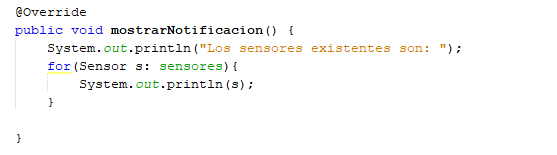 @Override
public void mostrarNotificacion() {
    System.out.println("Los sensores existentes son: ");
    for(Sensor s: sensores){
        System.out.println(s);
    }
}